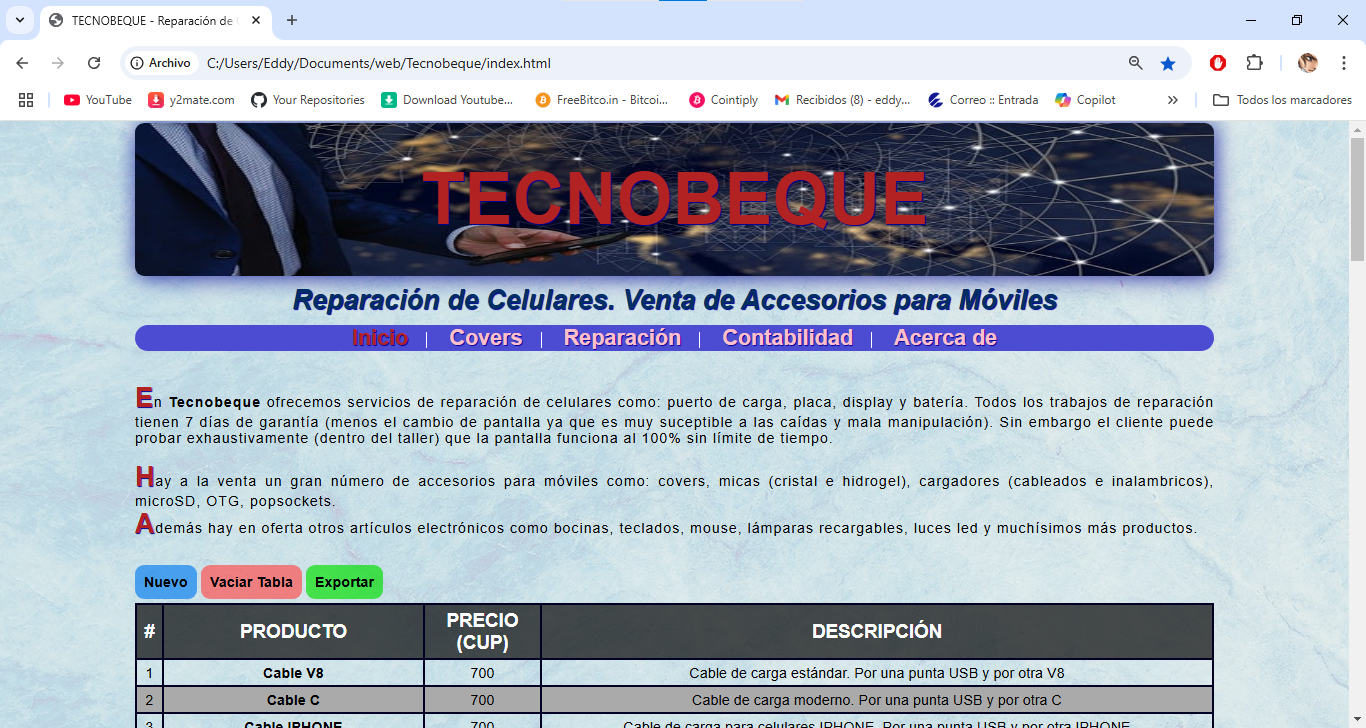 TECNOBEQUE - Reparación de
Archivo
C:/Users/Eddy/Documents/web/Tecnobeque/index.html
YouTube
y2mate.com
Your Repositories
Download Youtube...
FreeBitco.in - Bitcoi...
Cointiply
Recibidos (8) - eddy...
Correo :: Entrada
Copilot
Todos los marcadores
TECNOBEQUE
Reparación de Celulares. Venta de Accesorios para Móviles
Inicio | Covers | Reparación | Contabilidad | Acerca de
En Tecnobeque ofrecemos servicios de reparación de celulares como: puerto de carga, placa, display y batería. Todos los trabajos de reparación
tienen 7 días de garantía (menos el cambio de pantalla ya que es muy suceptible a las caídas y mala manipulación). Sin embargo el cliente puede
probar exhaustivamente (dentro del taller) que la pantalla funciona al 100% sin límite de tiempo.
Hay a la venta un gran número de accesorios para móviles como: covers, micas (cristal e hidrogel), cargadores (cableados e inalambricos),
microSD, OTG, popsockets.
Además hay en oferta otros artículos electrónicos como bocinas, teclados, mouse, lámparas recargables, luces led y muchísimos más productos.
Nuevo Vaciar Tabla Exportar
# PRODUCTO PRECIO (CUP) DESCRIPCIÓN
1 Cable V8 700 Cable de carga estándar. Por una punta USB y por otra V8
2 Cable C 700 Cable de carga moderno. Por una punta USB y por otra C
3 Cable IPHONE 700 Cable de carga para celulares IPHONE. Por una punta USB y por otra IPHONE